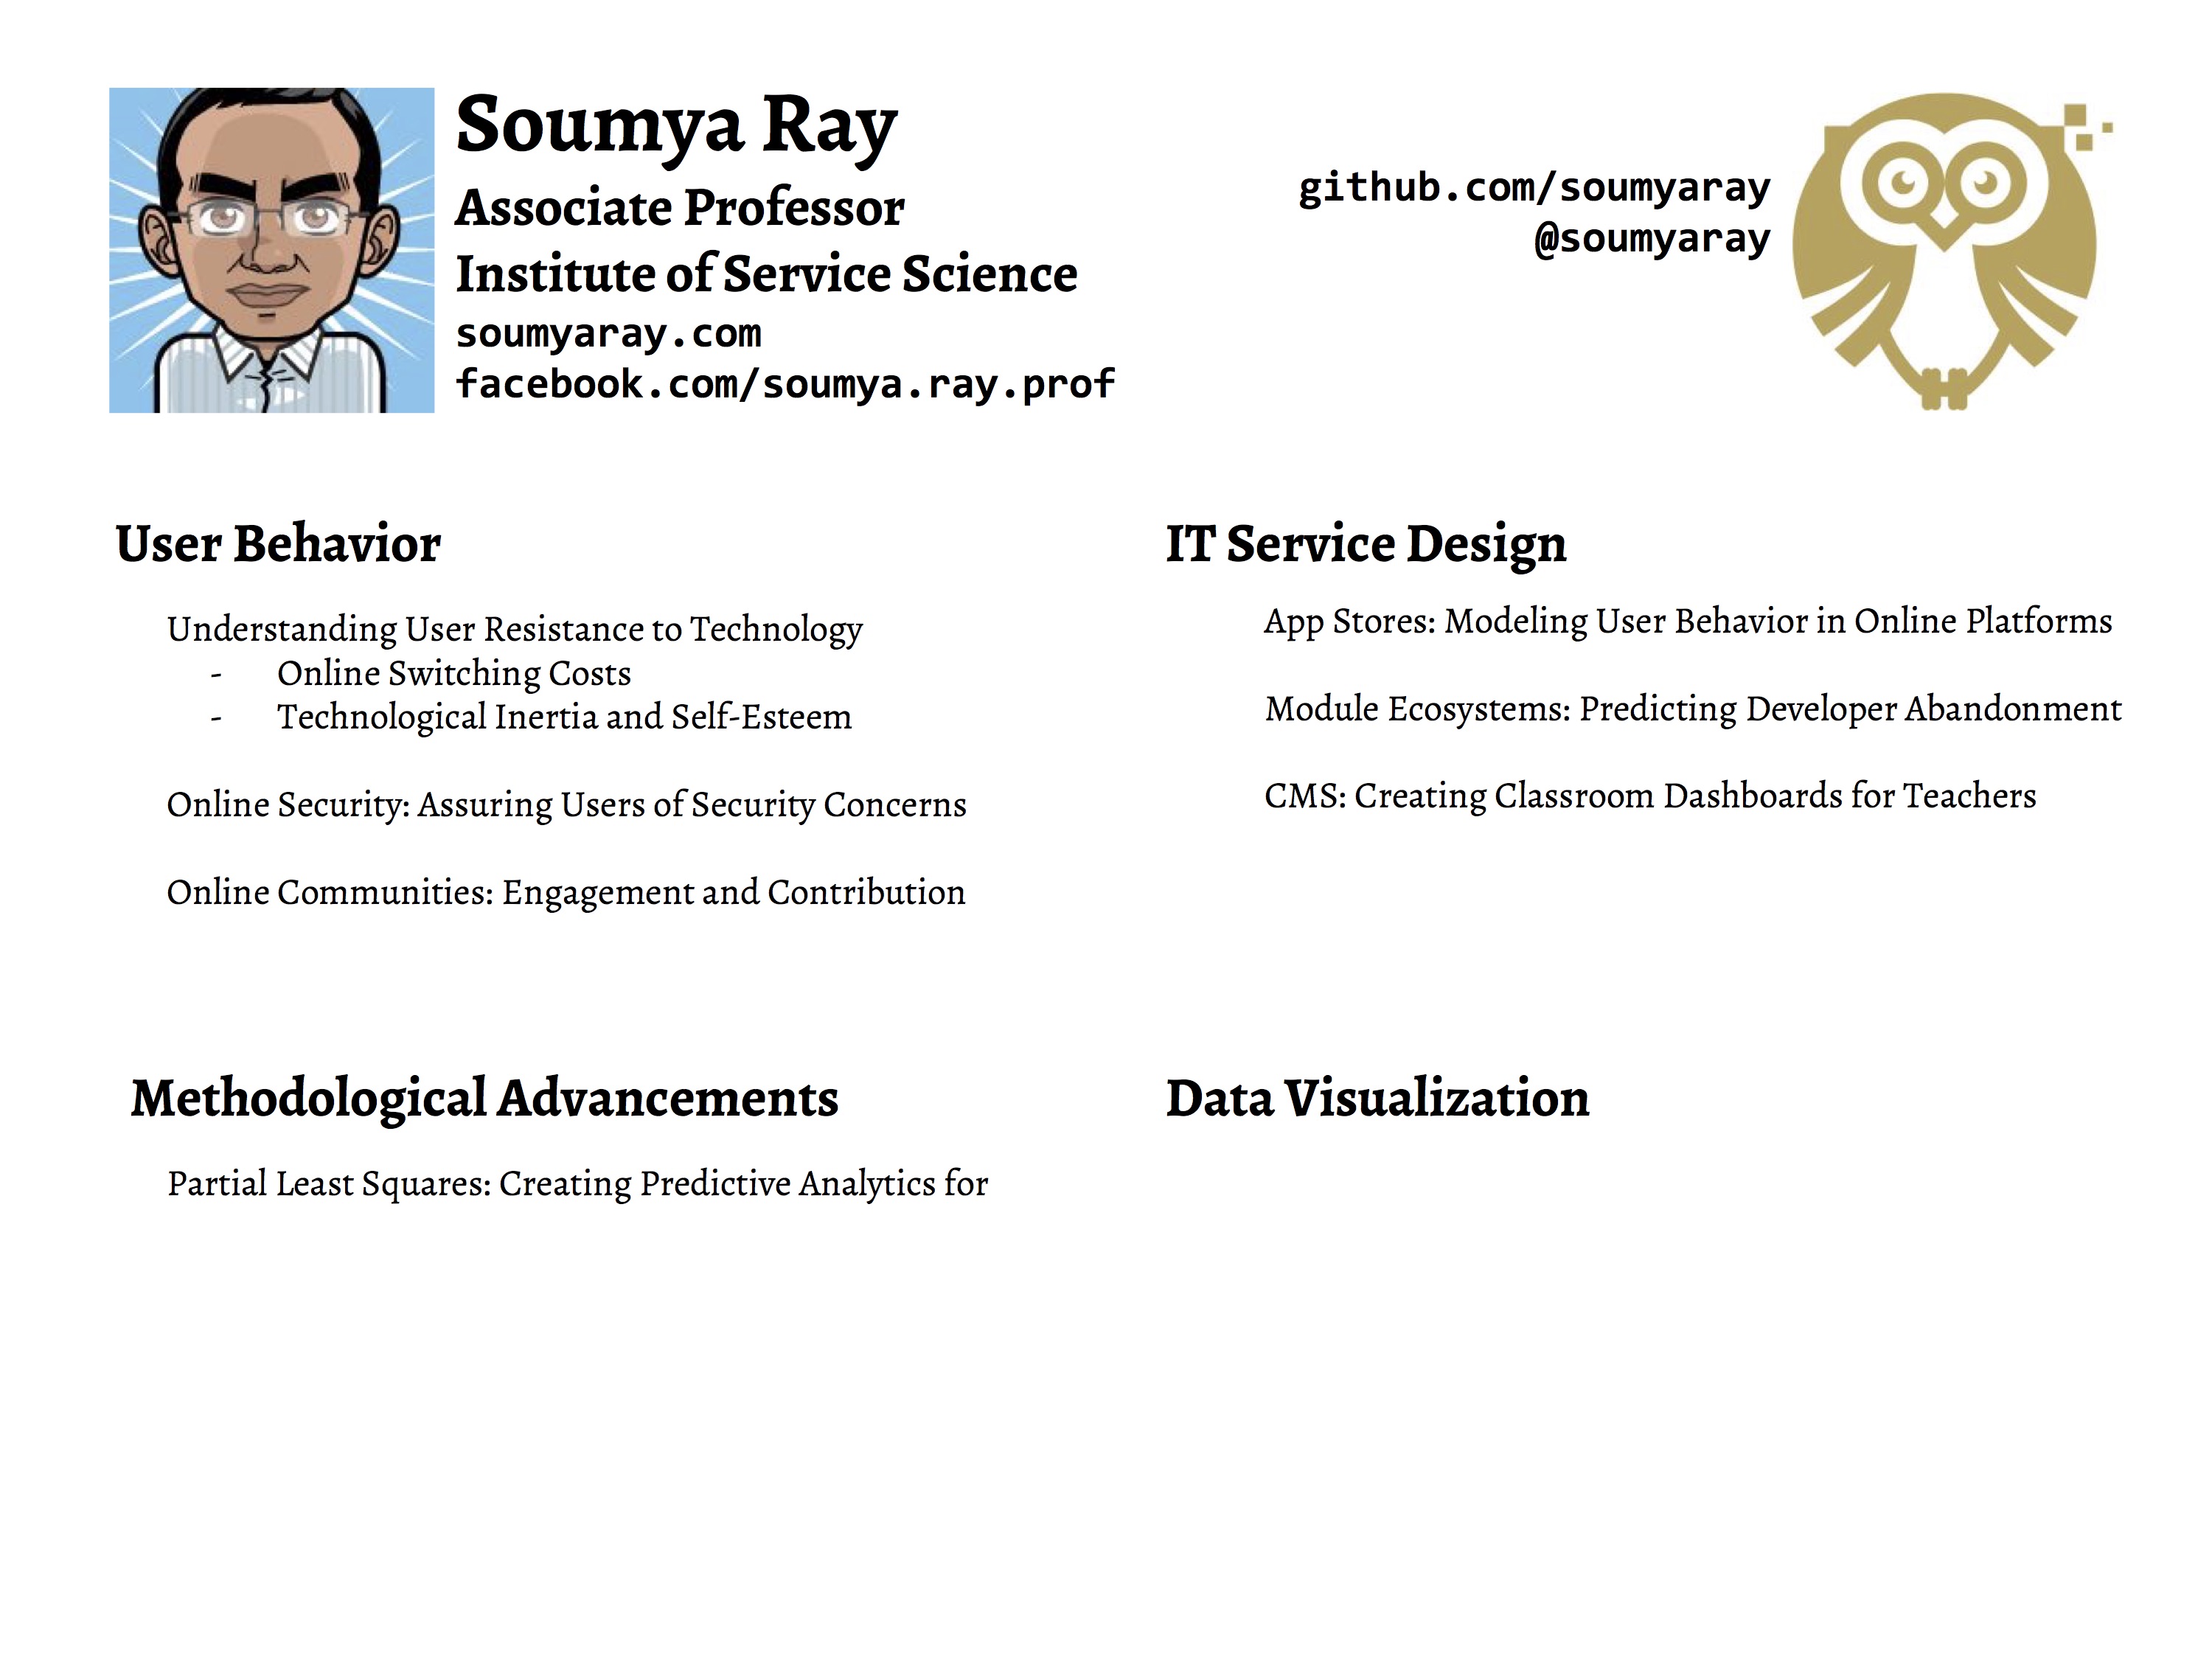 Soumya Ray
Associate Professor
Institute of Service Science
soumyaray.com
facebook.com/soumya.ray.prof
github.com/soumyaray
@soumyaray
User Behavior
Understanding User Resistance to Technology
- Online Switching Costs
- Technological Inertia and Self-Esteem
Online Security: Assuring Users of Security Concerns
Online Communities: Engagement and Contribution
IT Service Design
App Stores: Modeling User Behavior in Online Platforms
Module Ecosystems: Predicting Developer Abandonment
CMS: Creating Classroom Dashboards for Teachers
Methodological Advancements
Partial Least Squares: Creating Predictive Analytics for
Data Visualization